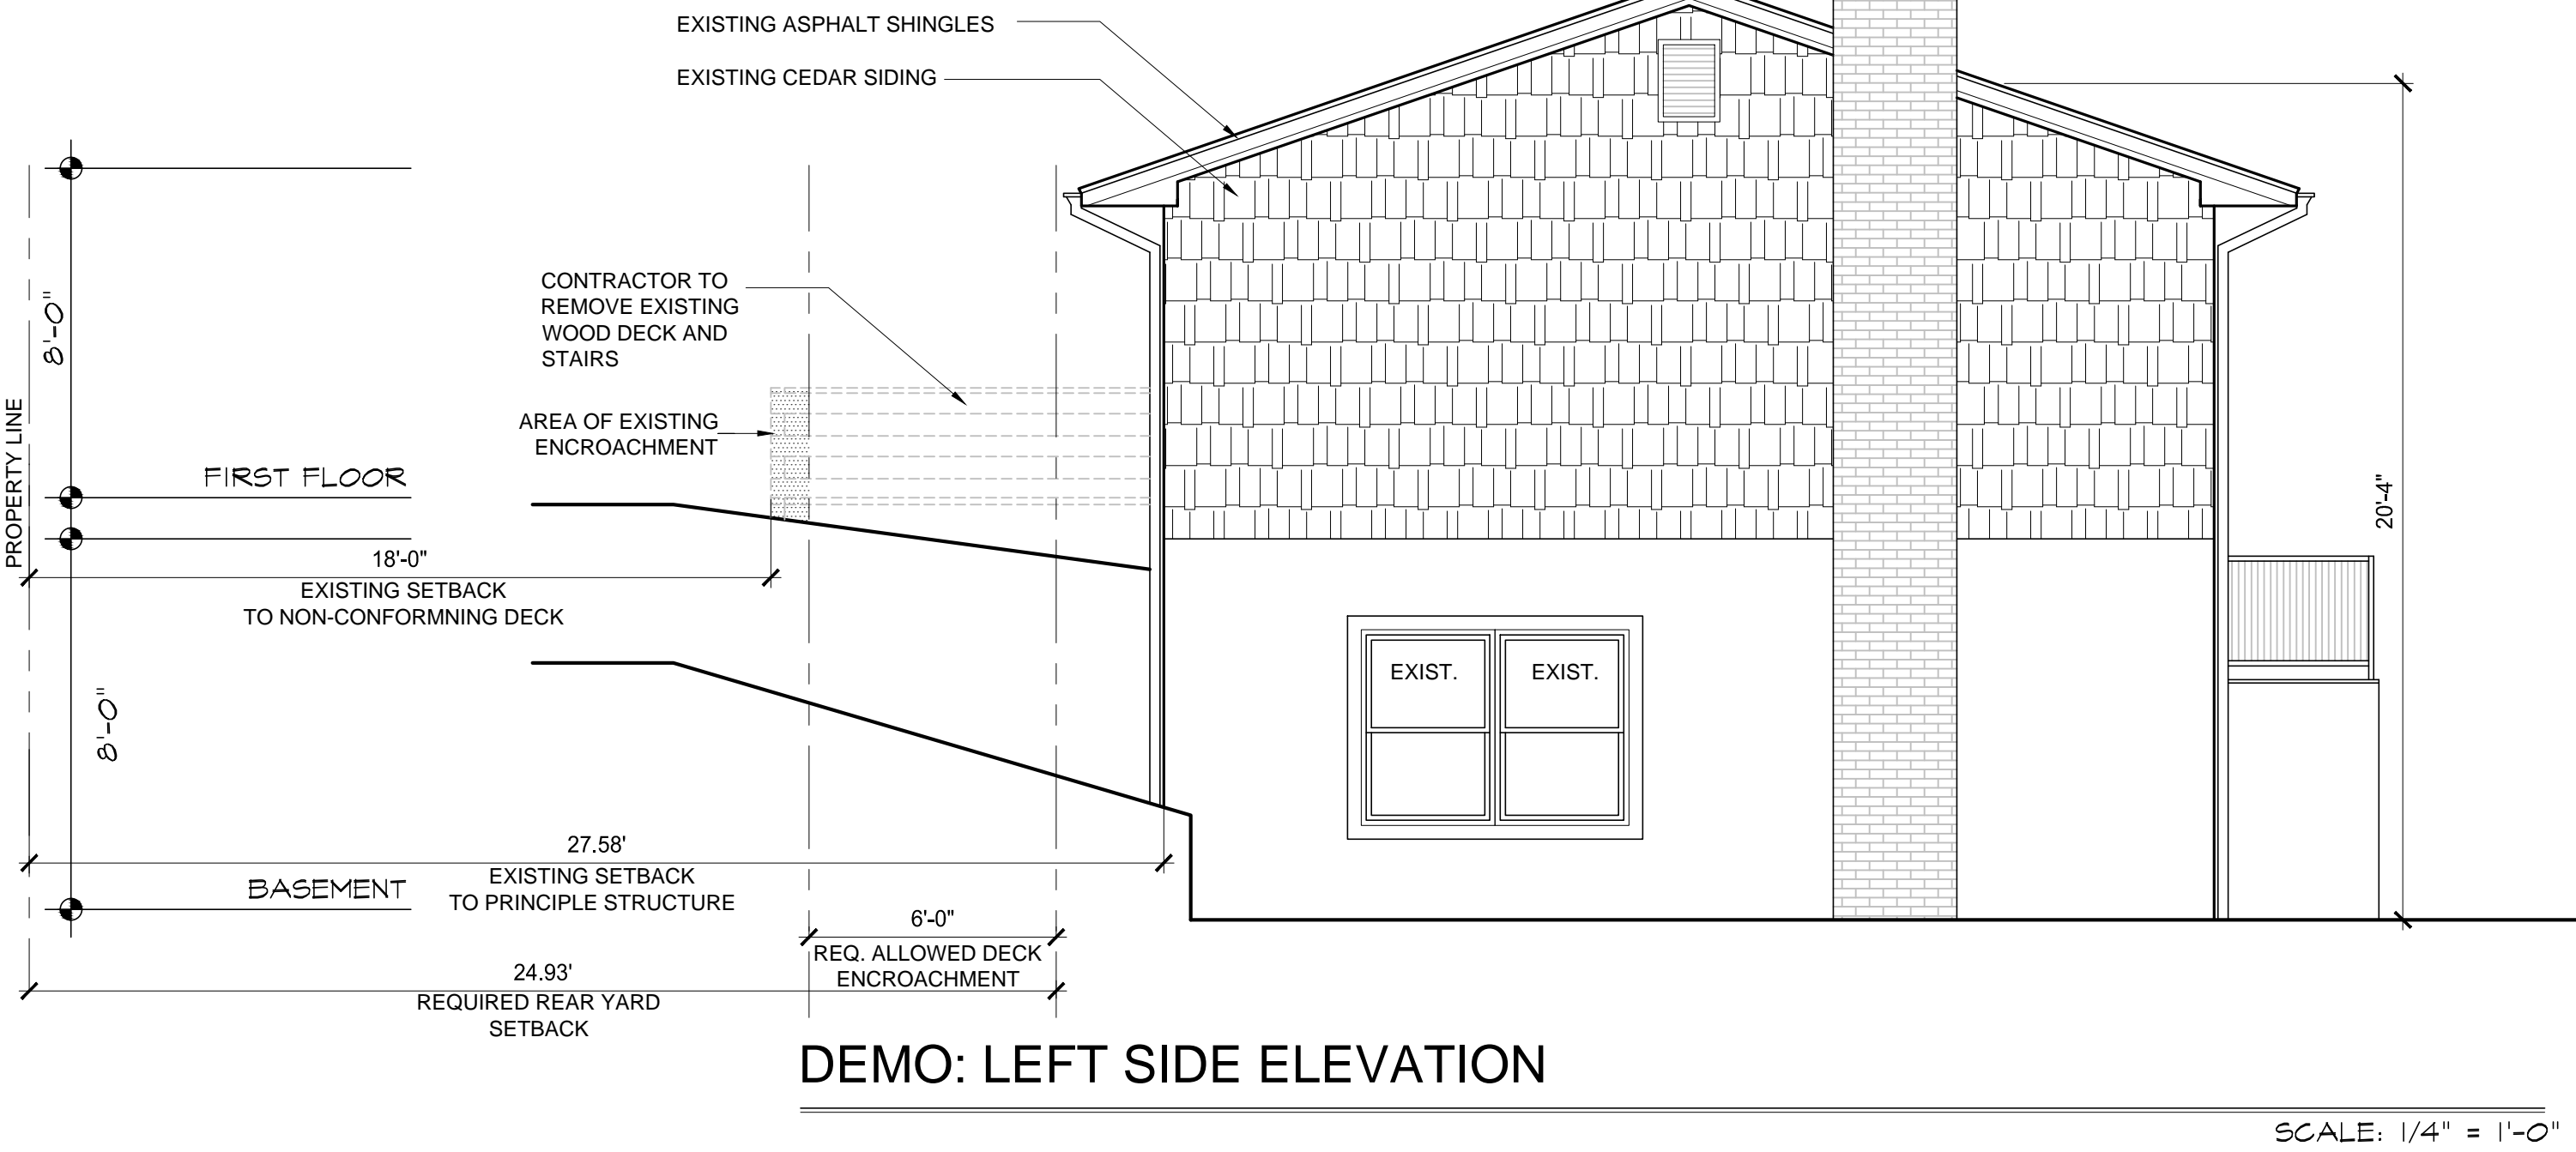 EXISTING ASPHALT SHINGLES
EXISTING CEDAR SIDING
8'-0"
CONTRACTOR TO
REMOVE EXISTING
WOOD DECK AND
STAIRS
AREA OF EXISTING
ENCROACHMENT
PROPERTY LINE
FIRST FLOOR
20'-4"
18'-0"
EXISTING SETBACK
TO NON-CONFORMNING DECK
EXIST.
EXIST.
8'-0"
27.58'
EXISTING SETBACK
TO PRINCIPLE STRUCTURE
BASEMENT
6'-0"
REQ. ALLOWED DECK
ENCROACHMENT
24.93'
REQUIRED REAR YARD
SETBACK
DEMO: LEFT SIDE ELEVATION
SCALE: 1/4" = 1'-0"